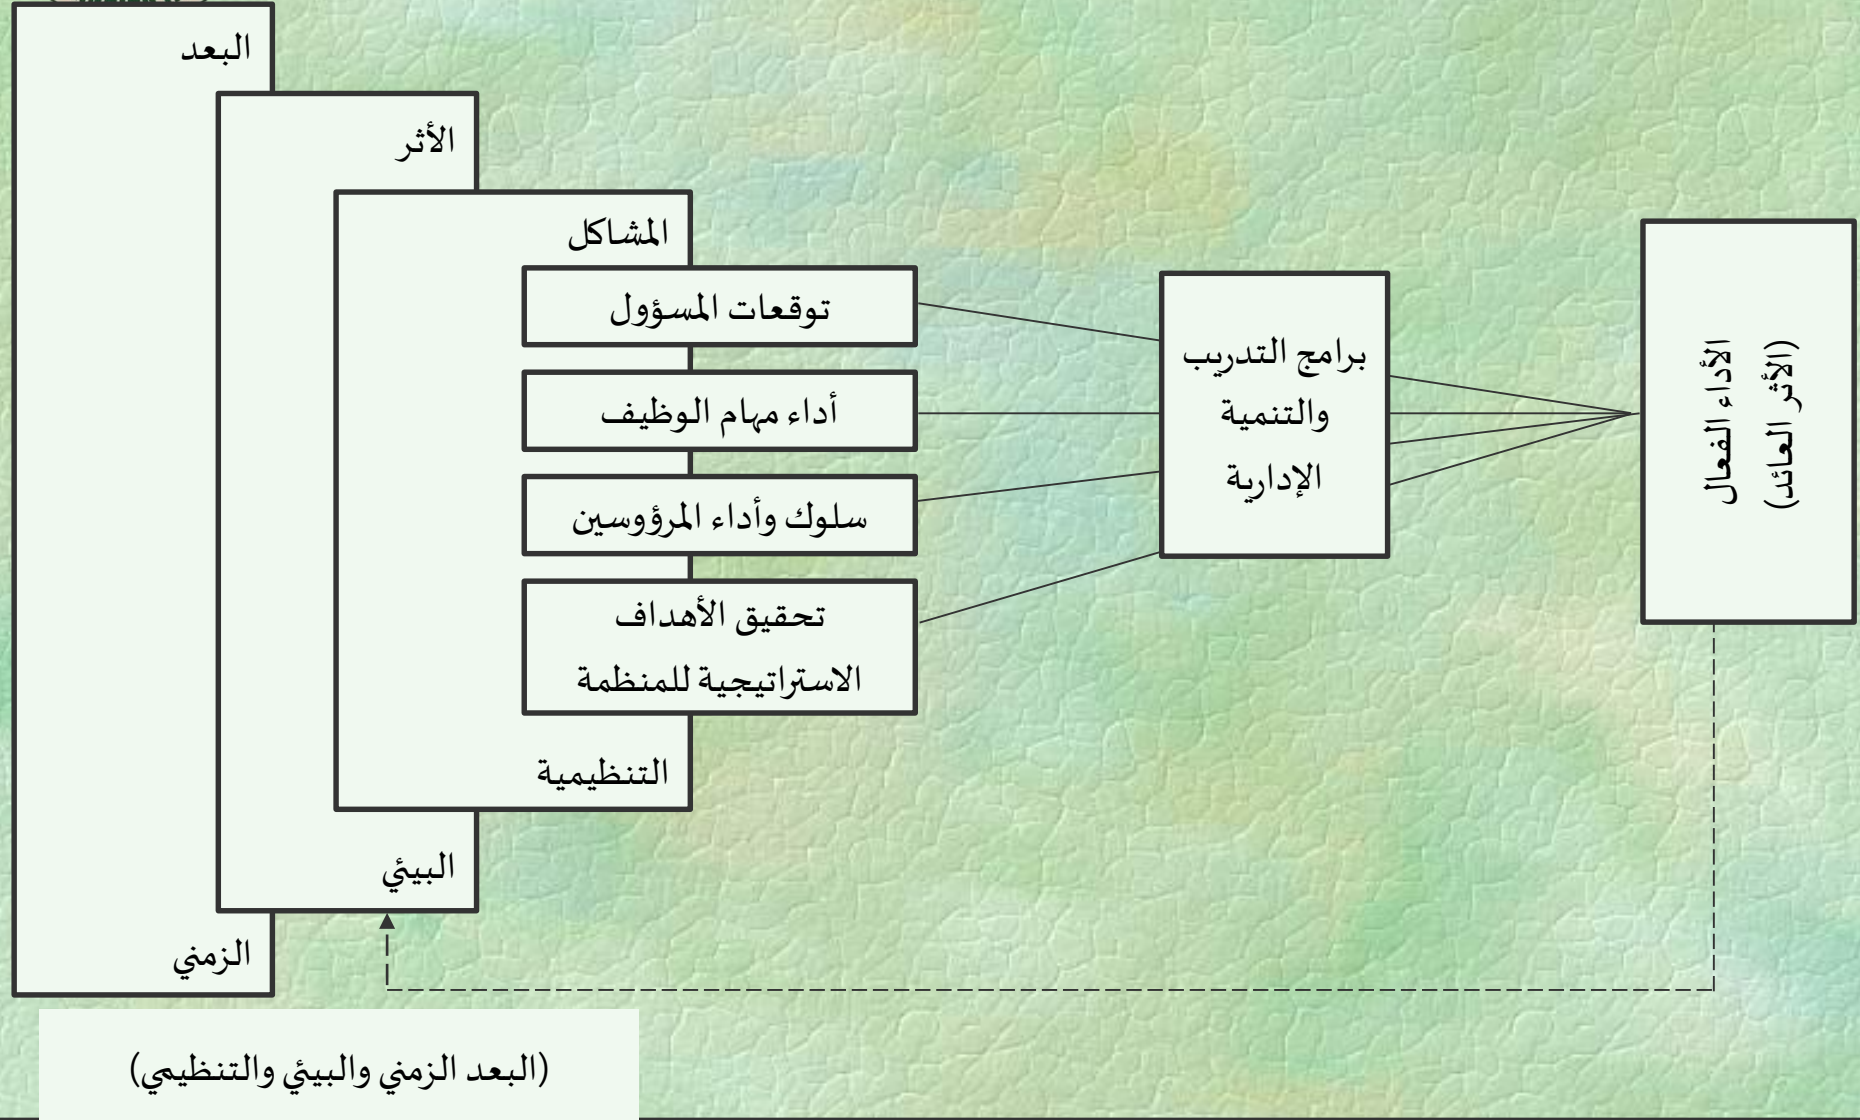 البعد
الأثر
المشاكل
توقعات المسؤول
أداء مهام الوظيف
سلوك وأداء المرؤوسين
تحقيق الأهداف
الاستراتيجية للمنظمة
التنظيمية
البيئي
الزمني
برامج التدريب
والتنمية
الإدارية
الأداء الفعال
(الأثر العائد)
(البعد الزمني والبيئي والتنظيمي)